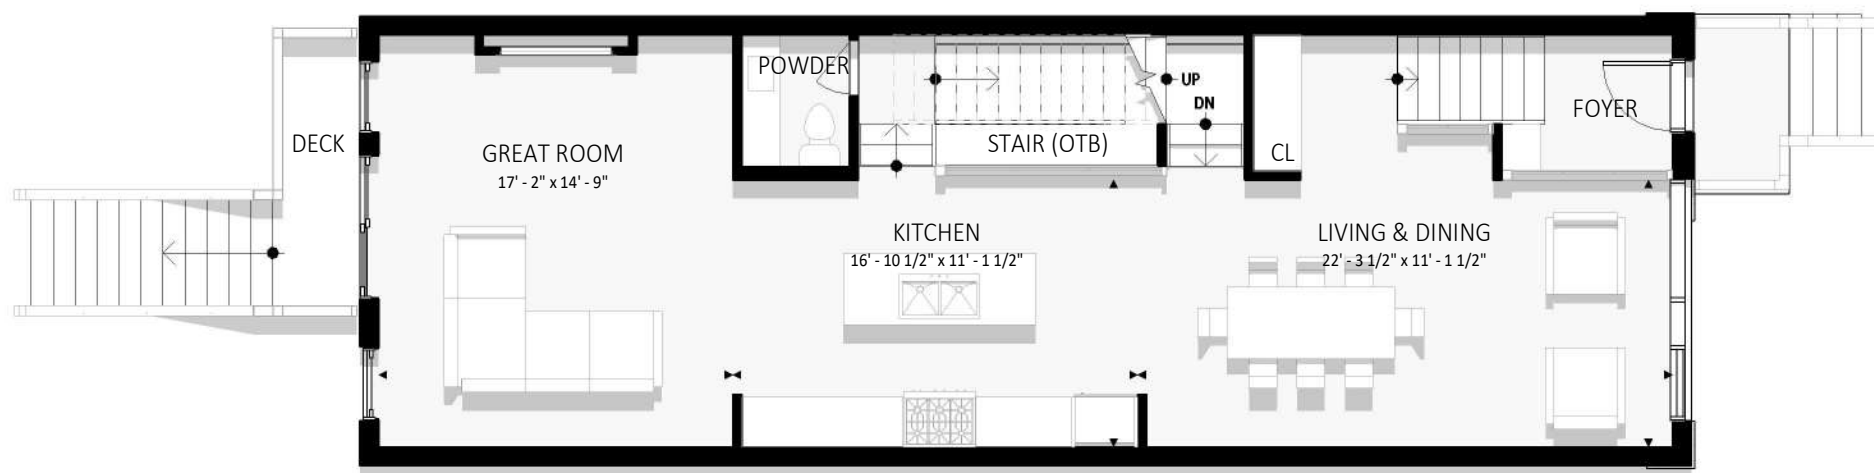 POWDER
UP
DN
FOYER
DECK
GREAT ROOM
17' - 2" x 14' - 9"
STAIR (OTB)
CL
KITCHEN
16' - 10 1/2" x 11' - 1 1/2"
LIVING & DINING
22' - 3 1/2" x 11' - 1 1/2"